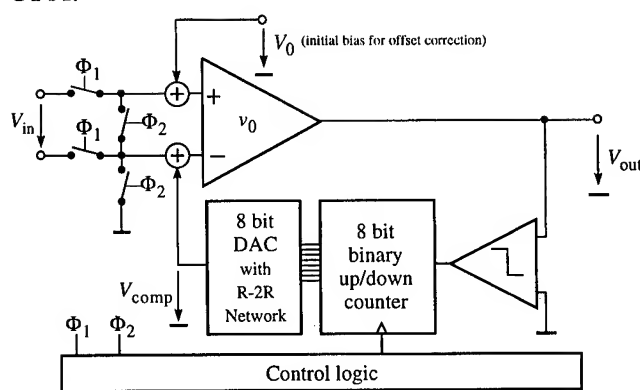 V0 (initial bias for offset correction)
Φ1
+
+
v0
Vin
Φ2
Φ1
+
−
Φ2
Vout
8 bit
DAC
with
R-2R
Network
8 bit
binary
up/down
counter
Vcomp
Φ1 Φ2
Control logic